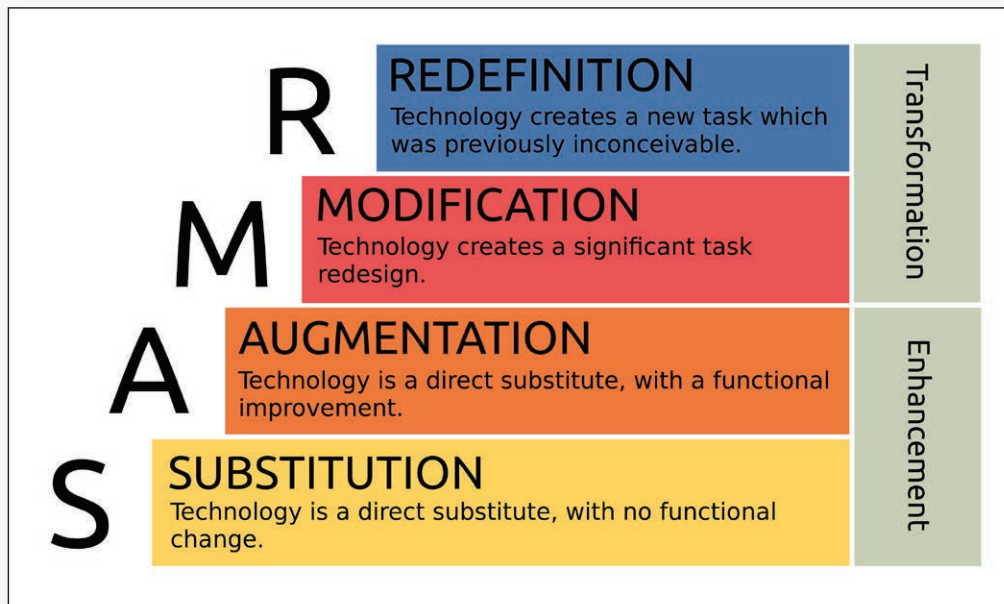 R
REDEFINITION
Technology creates a new task which
was previously inconceivable.
M
MODIFICATION
Technology creates a significant task
redesign.
Transformation
A
AUGMENTATION
Technology is a direct substitute, with a functional
improvement.
S
SUBSTITUTION
Technology is a direct substitute, with no functional
change.
Enhancement